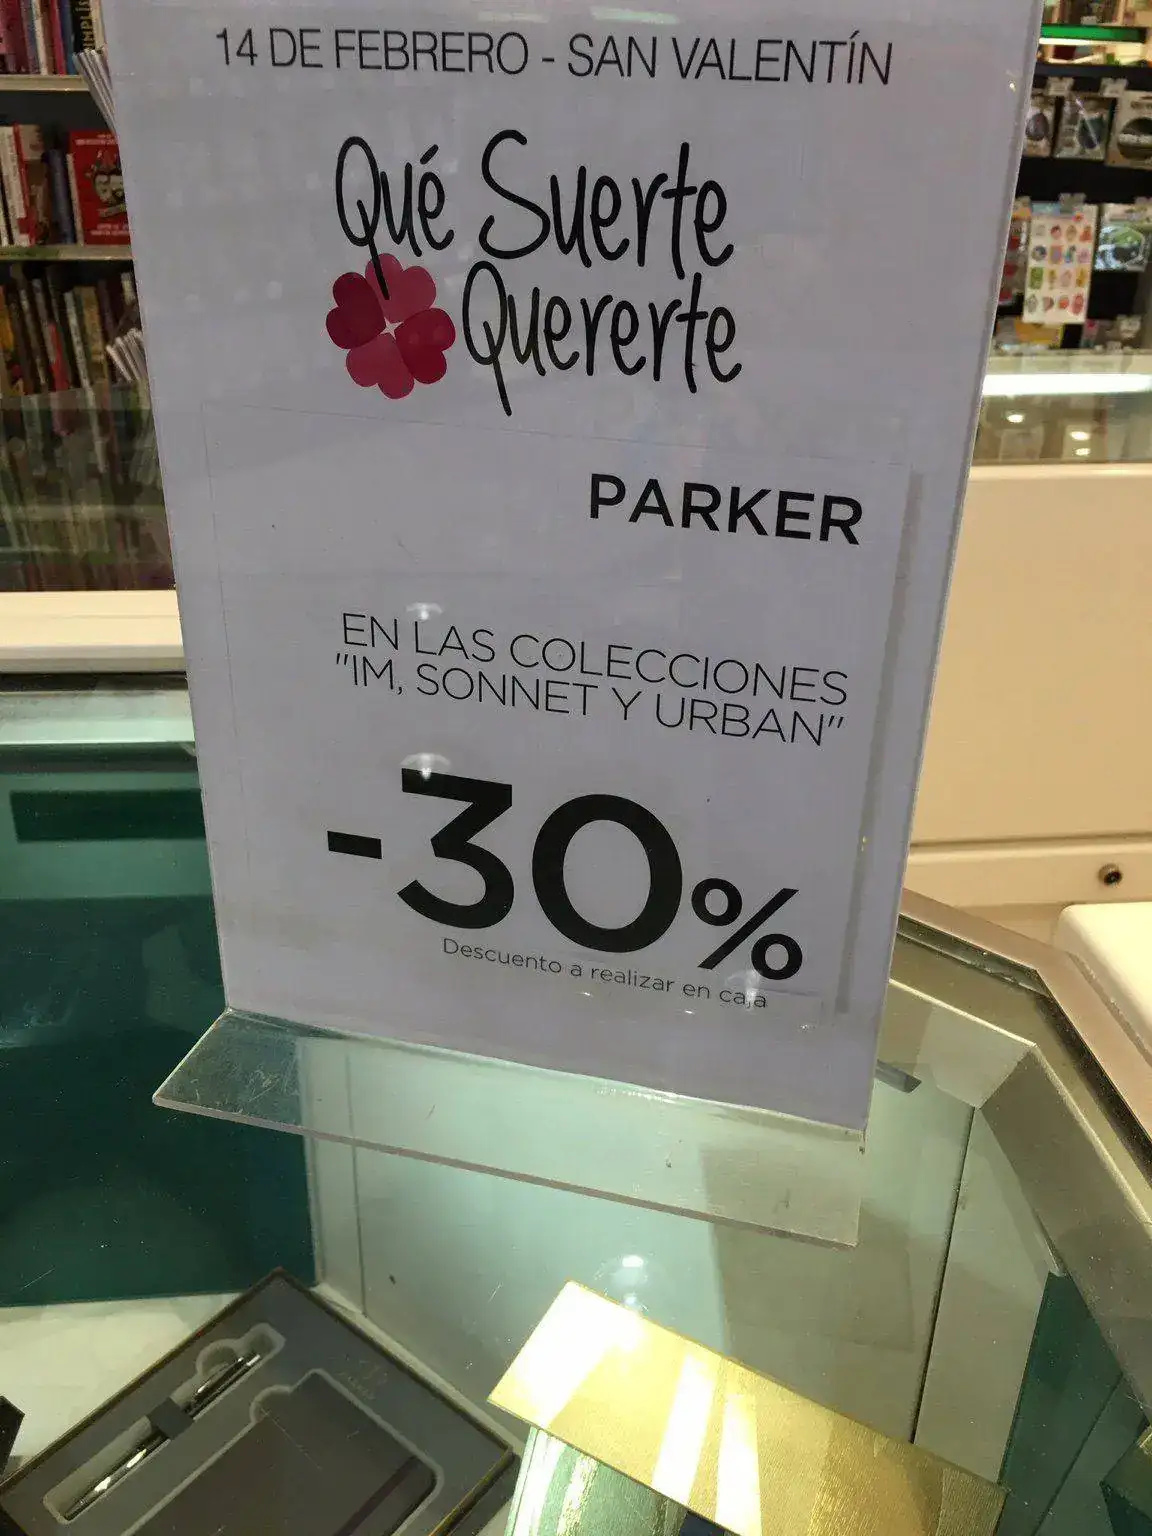 14 DE FEBRERO - SAN VALENTÍN
Qué Suerte
Quererte
PARKER
EN LAS COLECCIONES
"IM, SONNET Y URBAN"
-30%
Descuento a realizar en caja